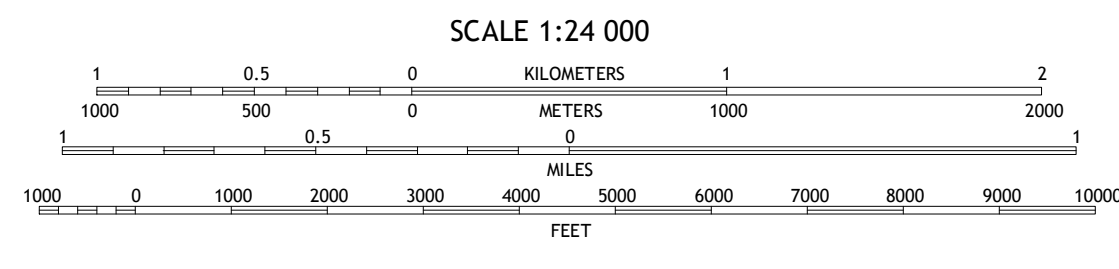 SCALE 1:24 000
1 0.5 0 KILOMETERS 1 2
1000 500 0 METERS 1000 2000
1 0.5 0 1
MILES
1000 0 1000 2000 3000 4000 5000 6000 7000 8000 9000 10000
FEET